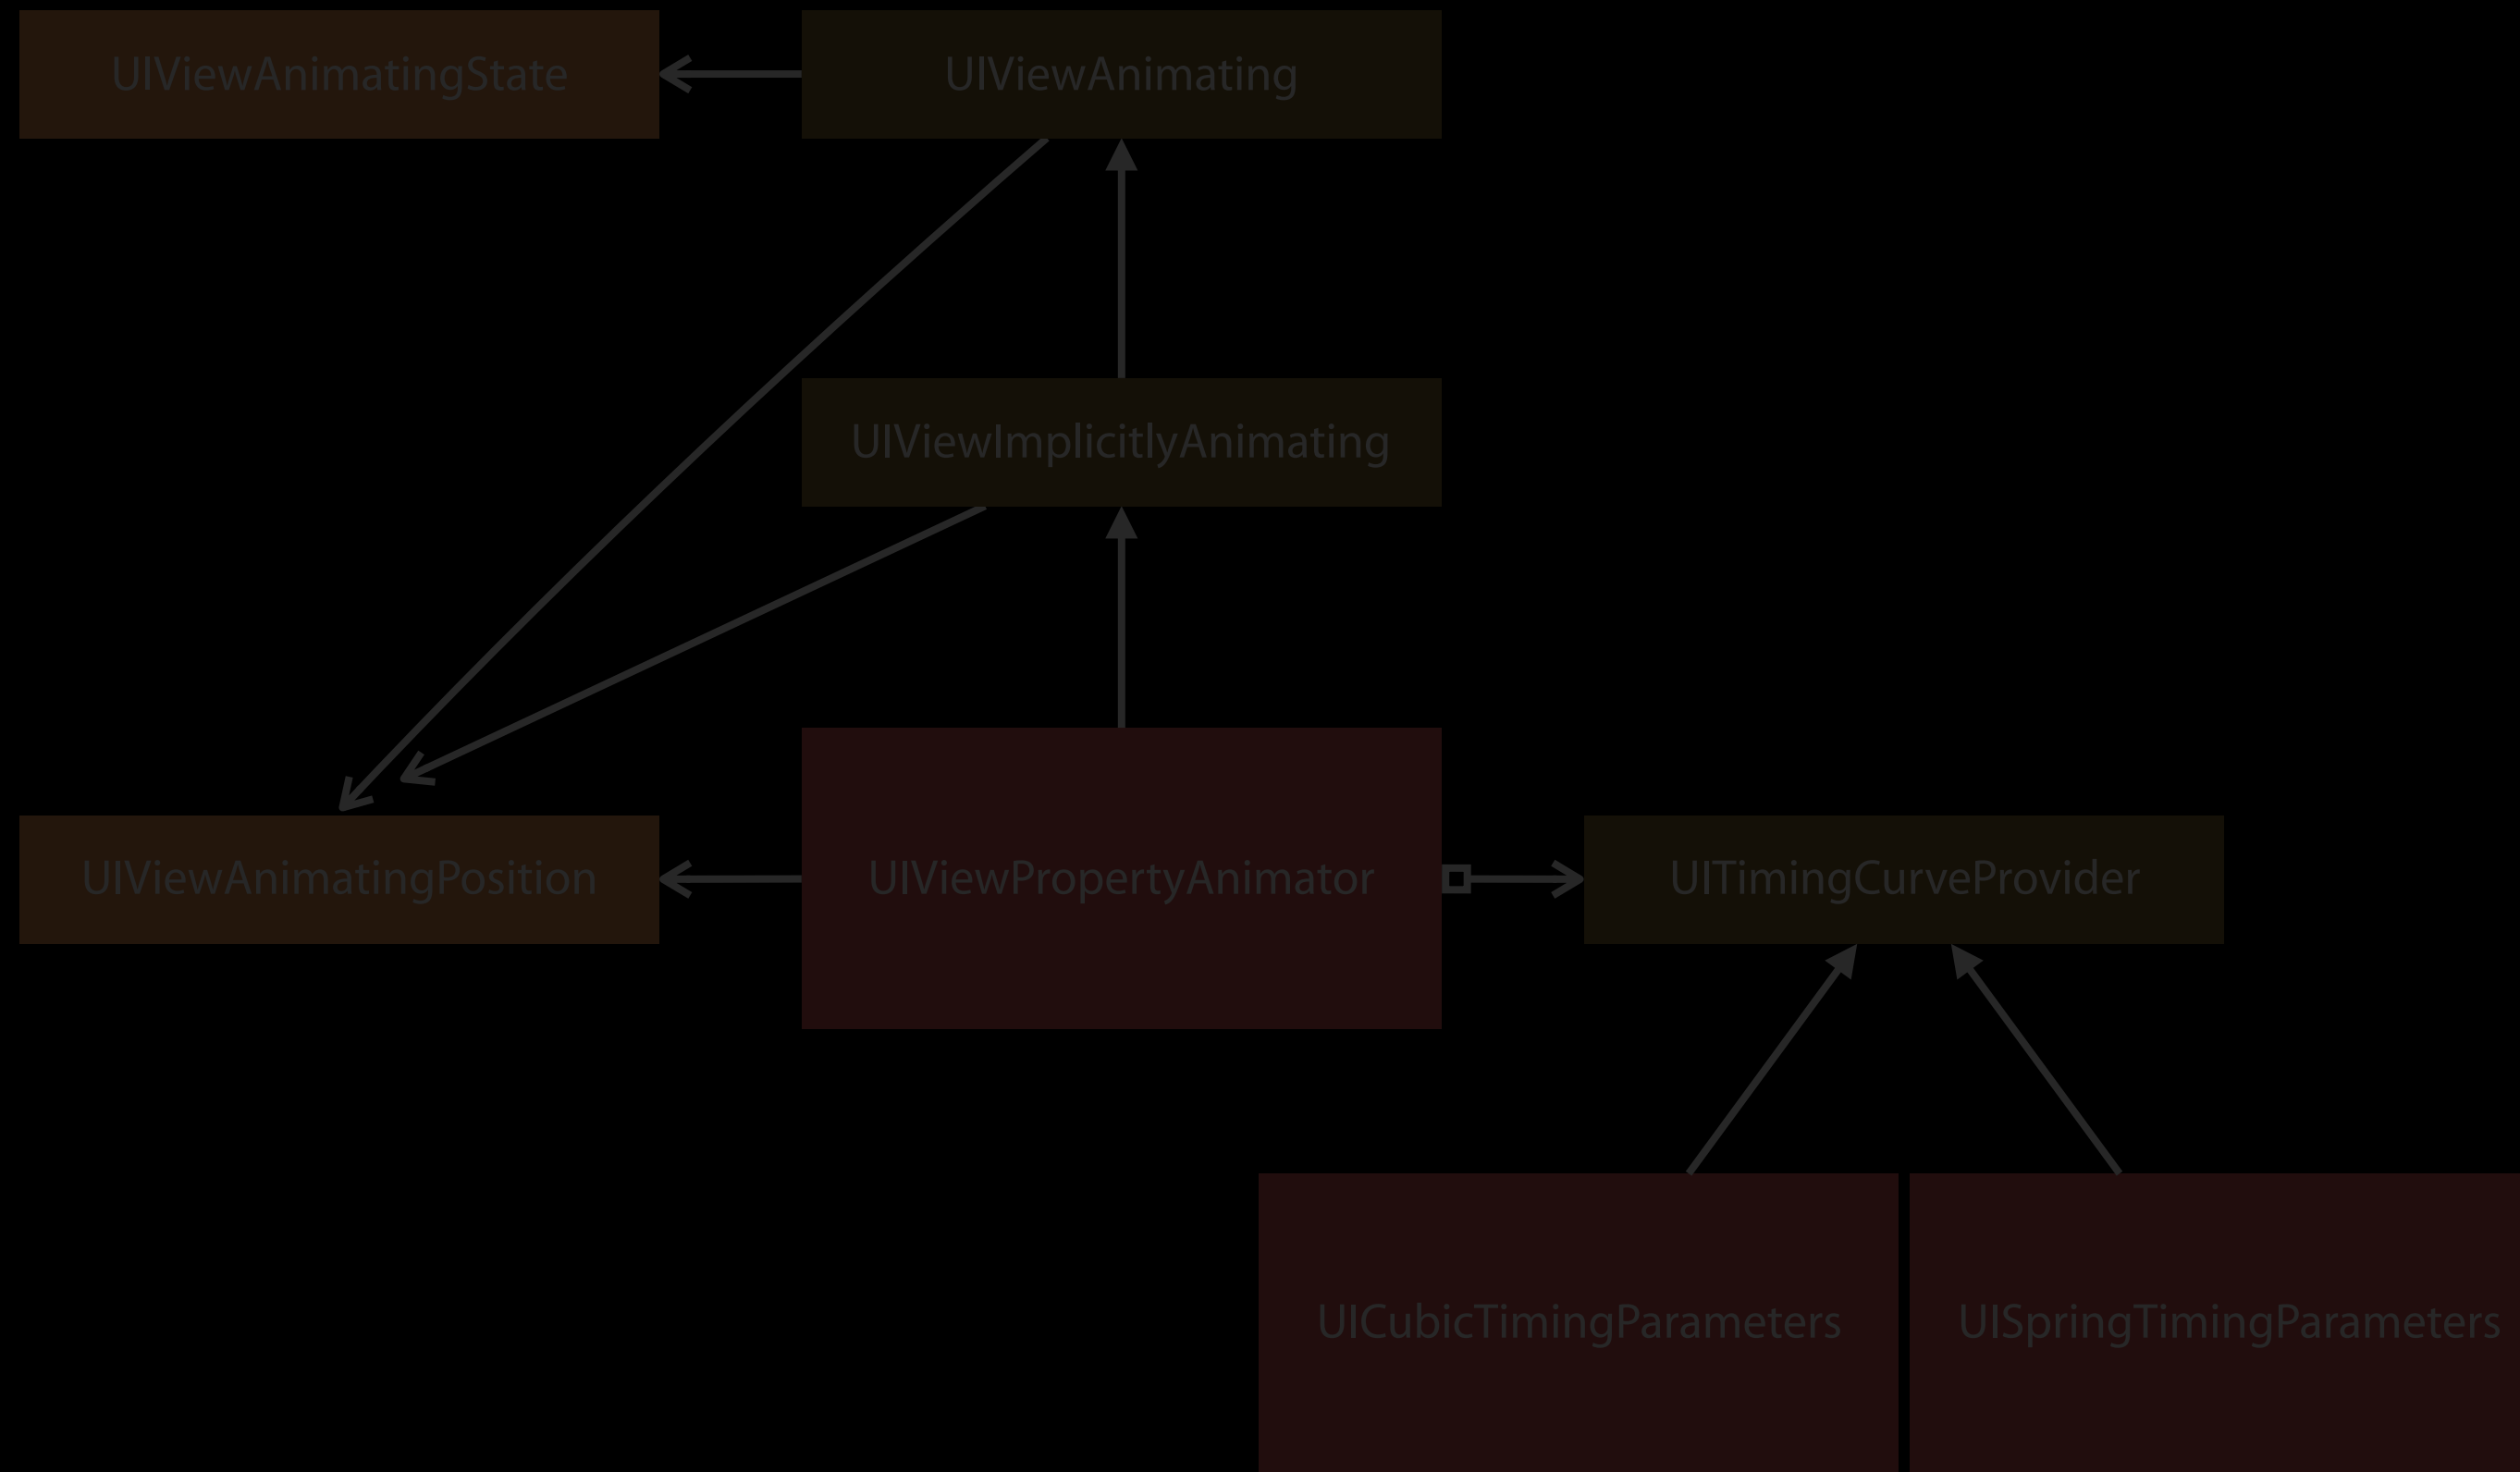 UIViewAnimatingState
UIViewAnimating
UIViewImplicitlyAnimating
UIViewAnimatingPosition
UIViewPropertyAnimator
UITimingCurveProvider
UICubicTimingParameters
UISpringTimingParameters